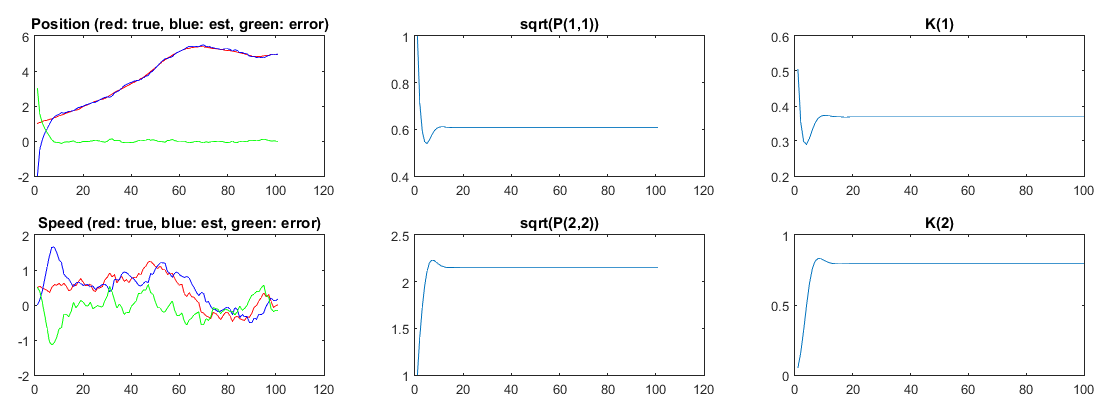 Position (red: true, blue: est, green: error)
6
4
2
0
-2
0 20 40 60 80 100 120
sqrt(P(1,1))
1
0.8
0.6
0.4
0 20 40 60 80 100 120
K(1)
0.6
0.5
0.4
0.3
0.2
0 20 40 60 80 100
Speed (red: true, blue: est, green: error)
2
1
0
-1
-2
0 20 40 60 80 100 120
sqrt(P(2,2))
2.5
2
1.5
1
0 20 40 60 80 100 120
K(2)
1
0.5
0
0 20 40 60 80 100